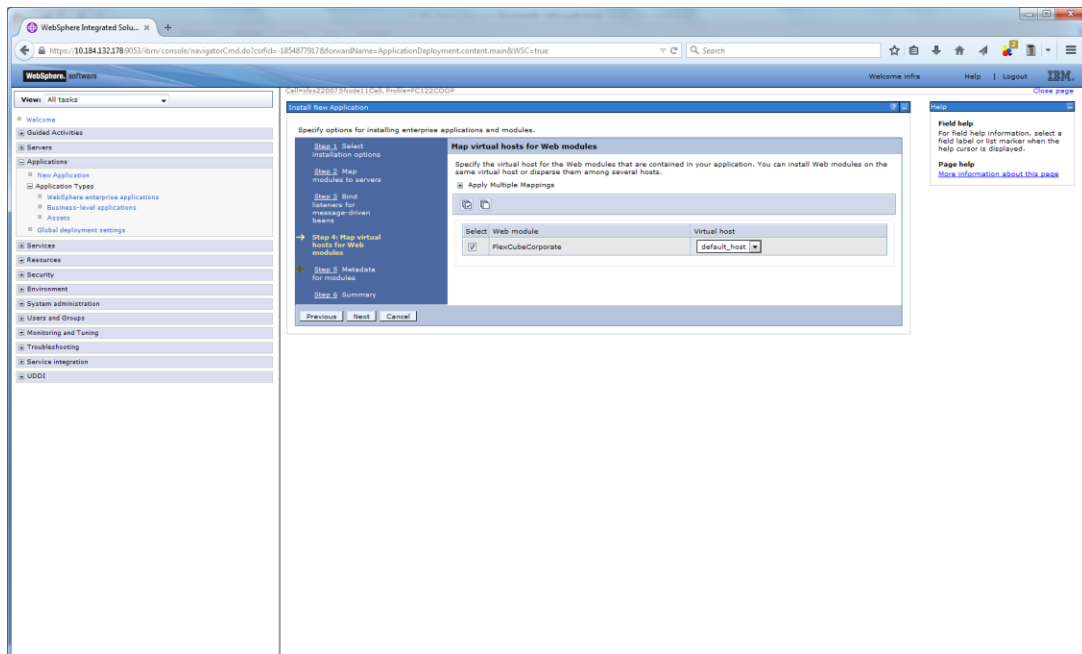 WebSphere Integrated Solu... × +
https://10.184.132.178:9053/ibm/console/navigatorCmd.do?csrfid=-1854877917&forwardName=ApplicationDeployment.content.main&WSC=true
Search
2
WebSphere. software
Welcome infra
Help | Logout
IBM.
View: All tasks
Cell=ofss220075Node11Cell, Profile=FC122COOP
Close page
Welcome
Guided Activities
Servers
Applications
New Application
Application Types
WebSphere enterprise applications
Business-level applications
Assets
Global deployment settings
Services
Resources
Security
Environment
System administration
Users and Groups
Monitoring and Tuning
Troubleshooting
Service integration
UDDI
Install New Application
? –
Specify options for installing enterprise applications and modules.
Step 1 Select
installation options
Step 2 Map
modules to servers
Step 3 Bind
listeners for
message-driven
beans
Step 4: Map virtual
hosts for Web
modules
Step 5 Metadata
for modules
Step 6 Summary
Map virtual hosts for Web modules
Specify the virtual host for the Web modules that are contained in your application. You can install Web modules on the
same virtual host or disperse them among several hosts.
Apply Multiple Mappings
Select Web module Virtual host
FlexCubeCorporate default_host
Previous Next Cancel
Help
Field help
For field help information, select a
field label or list marker when the
help cursor is displayed.
Page help
More information about this page